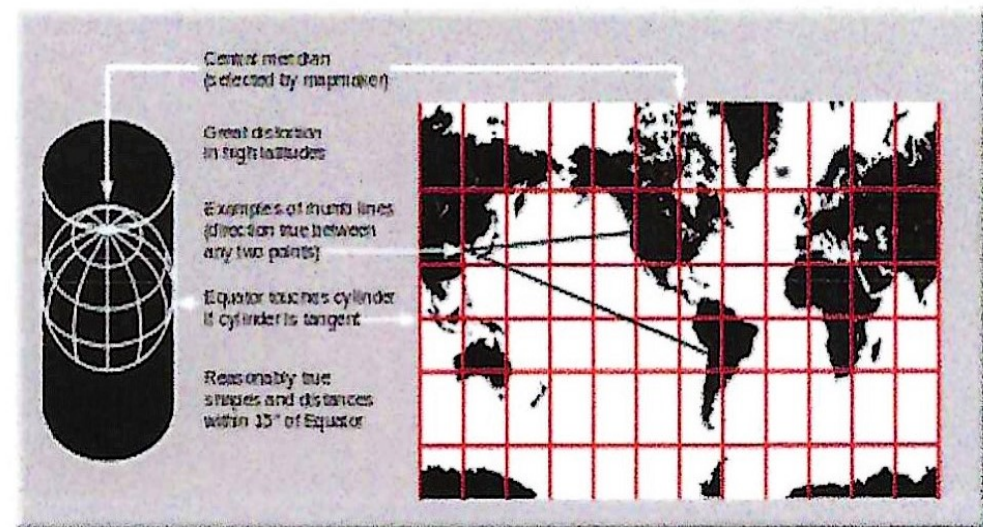 Central meridian
(selected by mapmaker)
Great distortion
in high latitudes
Examples of rhumb lines
(direction true between
any two points)
Equator touches cylinder
if cylinder is tangent
Reasonably true
shapes and distances
within 15° of Equator